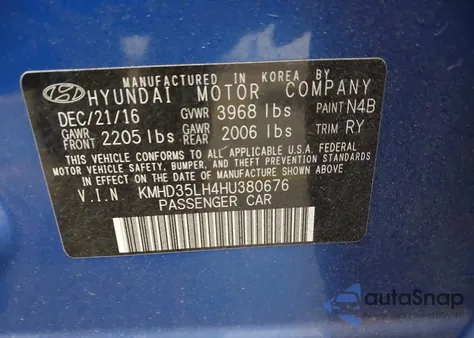 MANUFACTURED IN KOREA BY
HYUNDAI MOTOR COMPANY
DEC/21/16 GVWR 3968 lbs PAINT N4B
GAWR FRONT 2205 lbs GAWR REAR 2006 lbs TRIM RY
THIS VEHICLE CONFORMS TO ALL APPLICABLE U.S.A. FEDERAL
MOTOR VEHICLE SAFETY, BUMPER, AND THEFT PREVENTION
STANDARDS IN EFFECT ON THE DATE OF MANUFACTURE SHOWN ABOVE.
V.I.N KMHD35LH4HU380676
PASSENGER CAR
autoSnap